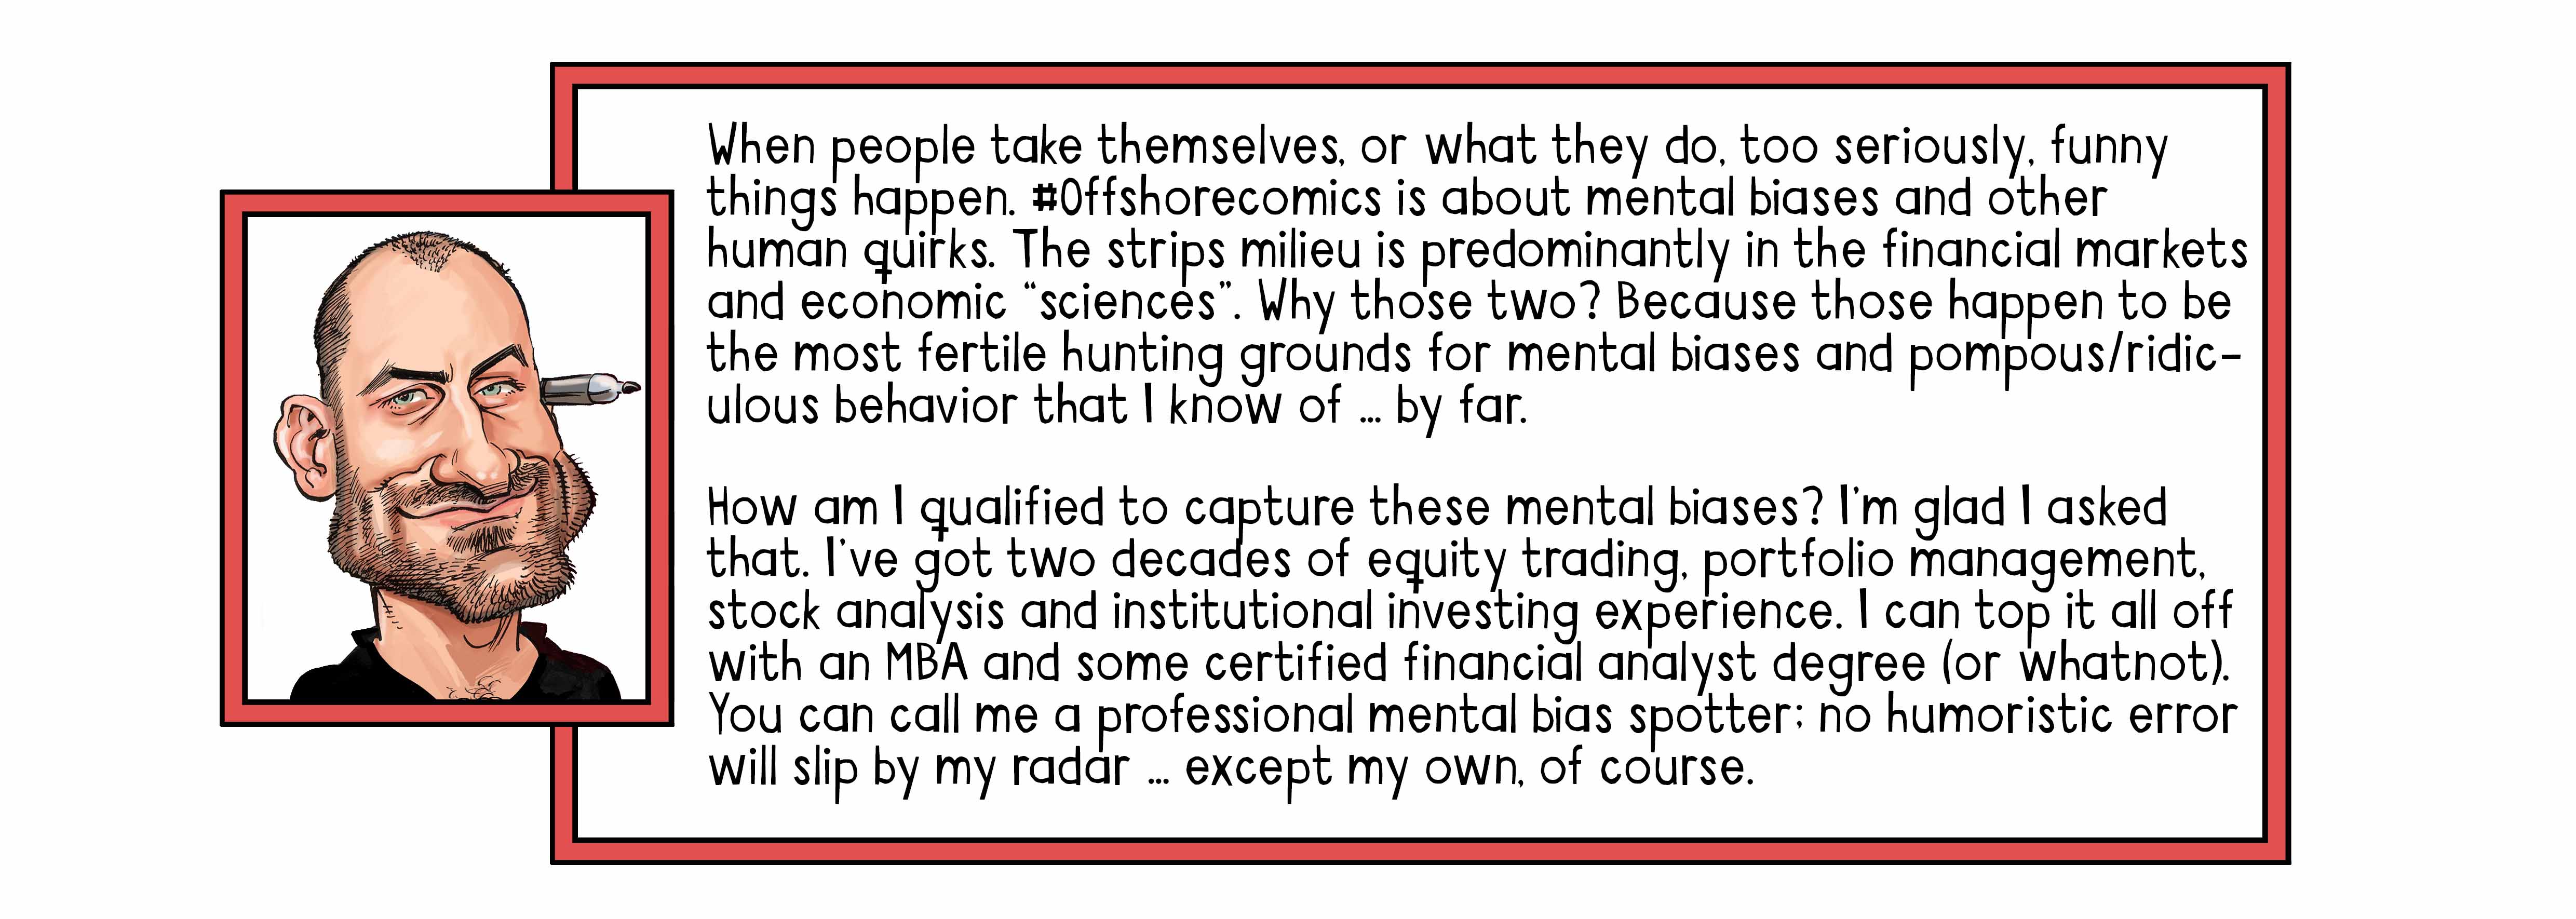 When people take themselves, or what they do, too seriously, funny
things happen. #Offshorecomics is about mental biases and other
human quirks. The strips milieu is predominantly in the financial markets
and economic “sciences”. Why those two? Because those happen to be
the most fertile hunting grounds for mental biases and pompous/ridic-
ulous behavior that I know of ... by far.
How am I qualified to capture these mental biases? I'm glad I asked
that. I've got two decades of equity trading, portfolio management,
stock analysis and institutional investing experience. I can top it all off
with an MBA and some certified financial analyst degree (or whatnot).
You can call me a professional mental bias spotter; no humoristic error
will slip by my radar ... except my own, of course.